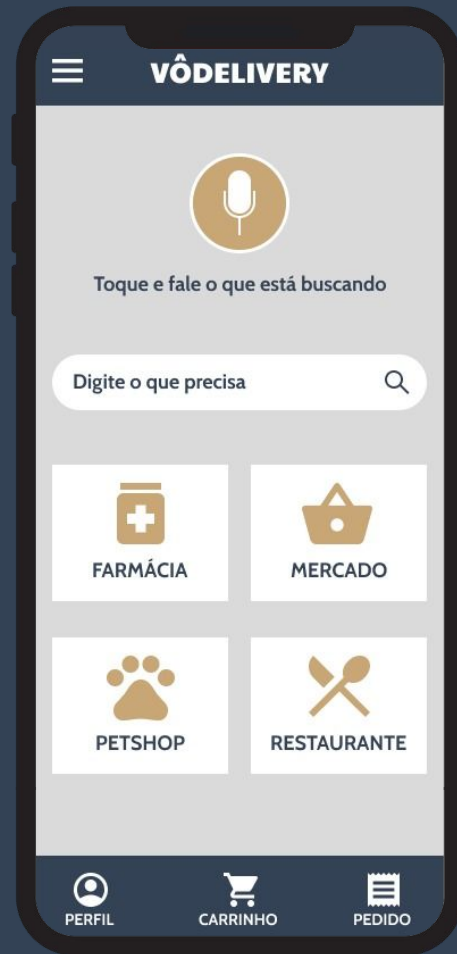 VÔDELIVERY
Toque e fale o que está buscando
Digite o que precisa
FARMÁCIA
MERCADO
PETSHOP
RESTAURANTE
PERFIL
CARRINHO
PEDIDO